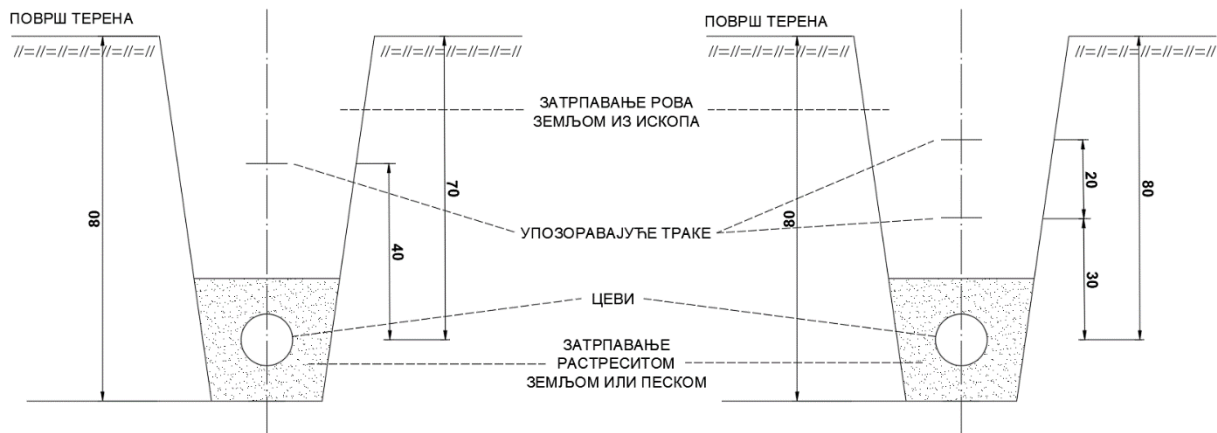 ПОВРШ ТЕРЕНА
ПОВРШ ТЕРЕНА
//=//=//=//=//=//=//
//=//=//=//=//=//=//
//=//=//=//=//=//=//
//=//=//=//=//=//=//
ЗАТРПАВАЊЕ РОВА
ЗЕМЉОМ ИЗ ИСКОПА
70
80
20
80
80
УПОЗОРАВАЈУЋЕ ТРАКЕ
40
30
ЦЕВИ
ЗАТРПАВАЊЕ
РАСТРЕСИТОМ
ЗЕМЉОМ ИЛИ ПЕСКОМ